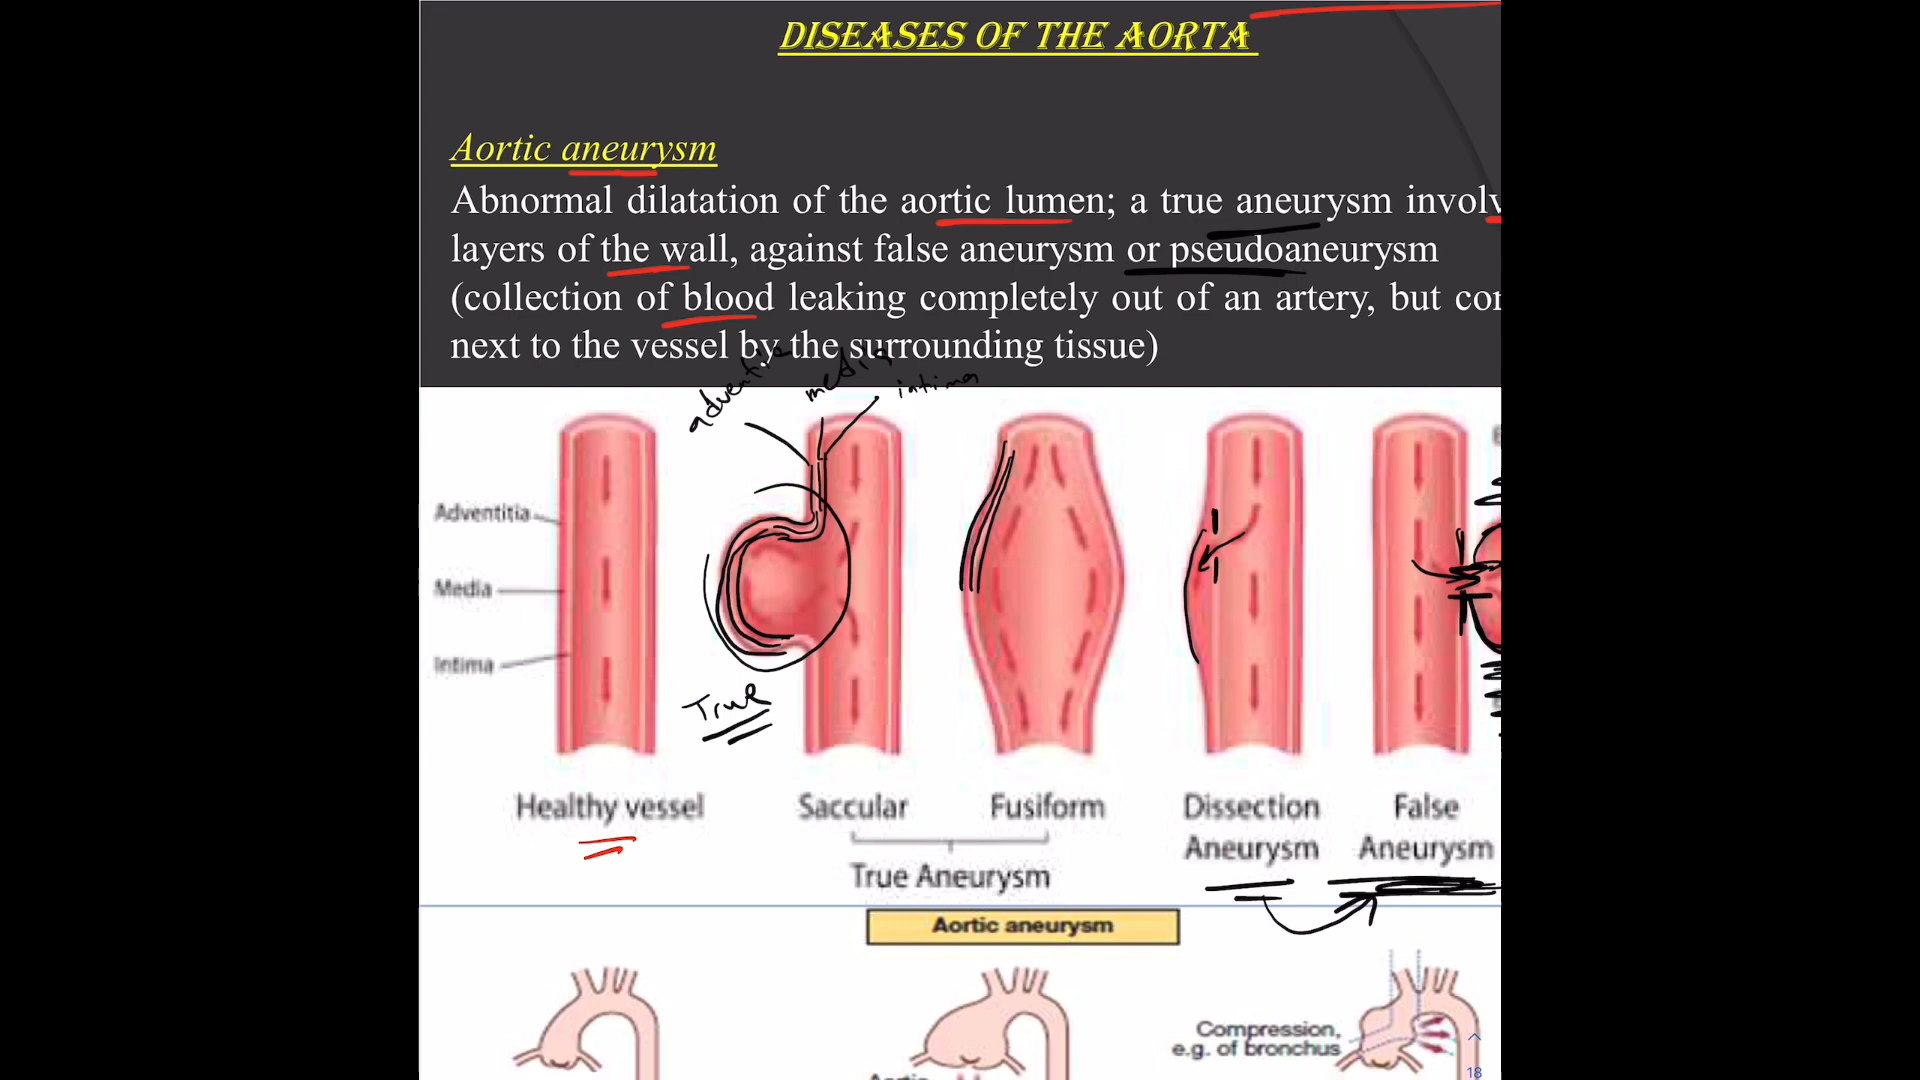 DISEASES OF THE AORTA
Aortic aneurysm
Abnormal dilatation of the aortic lumen; a true aneurysm involv
layers of the wall, against false aneurysm or pseudoaneurysm
(collection of blood leaking completely out of an artery, but con
next to the vessel by the surrounding tissue)
adventitia media intima
Adventitia
Media
Intima
True
Healthy vessel Saccular Fusiform Dissection Aneurysm False Aneurysm
True Aneurysm
Aortic aneurysm
Compression,
e.g. of bronchus
18